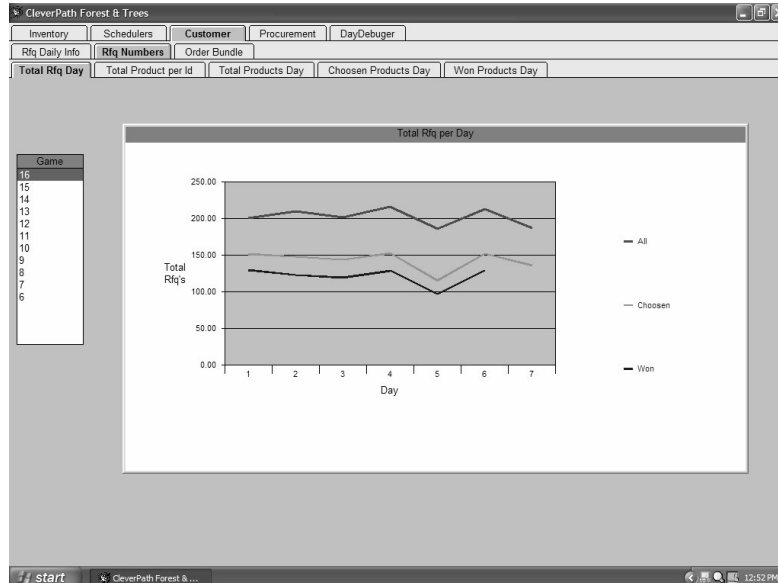 CleverPath Forest & Trees
Inventory Schedulers Customer Procurement DayDebuger
Rfq Daily Info Rfq Numbers Order Bundle
Total Rfq Day Total Product per Id Total Products Day Choosen Products Day Won Products Day
Total Rfq per Day
Game
16
15
14
13
12
11
10
9
8
7
6
250.00
200.00
150.00
100.00
50.00
0.00
Total
Rfq's
1 2 3 4 5 6 7
Day
All
Choosen
Won
start CleverPath Forest & ... 12:52 PM